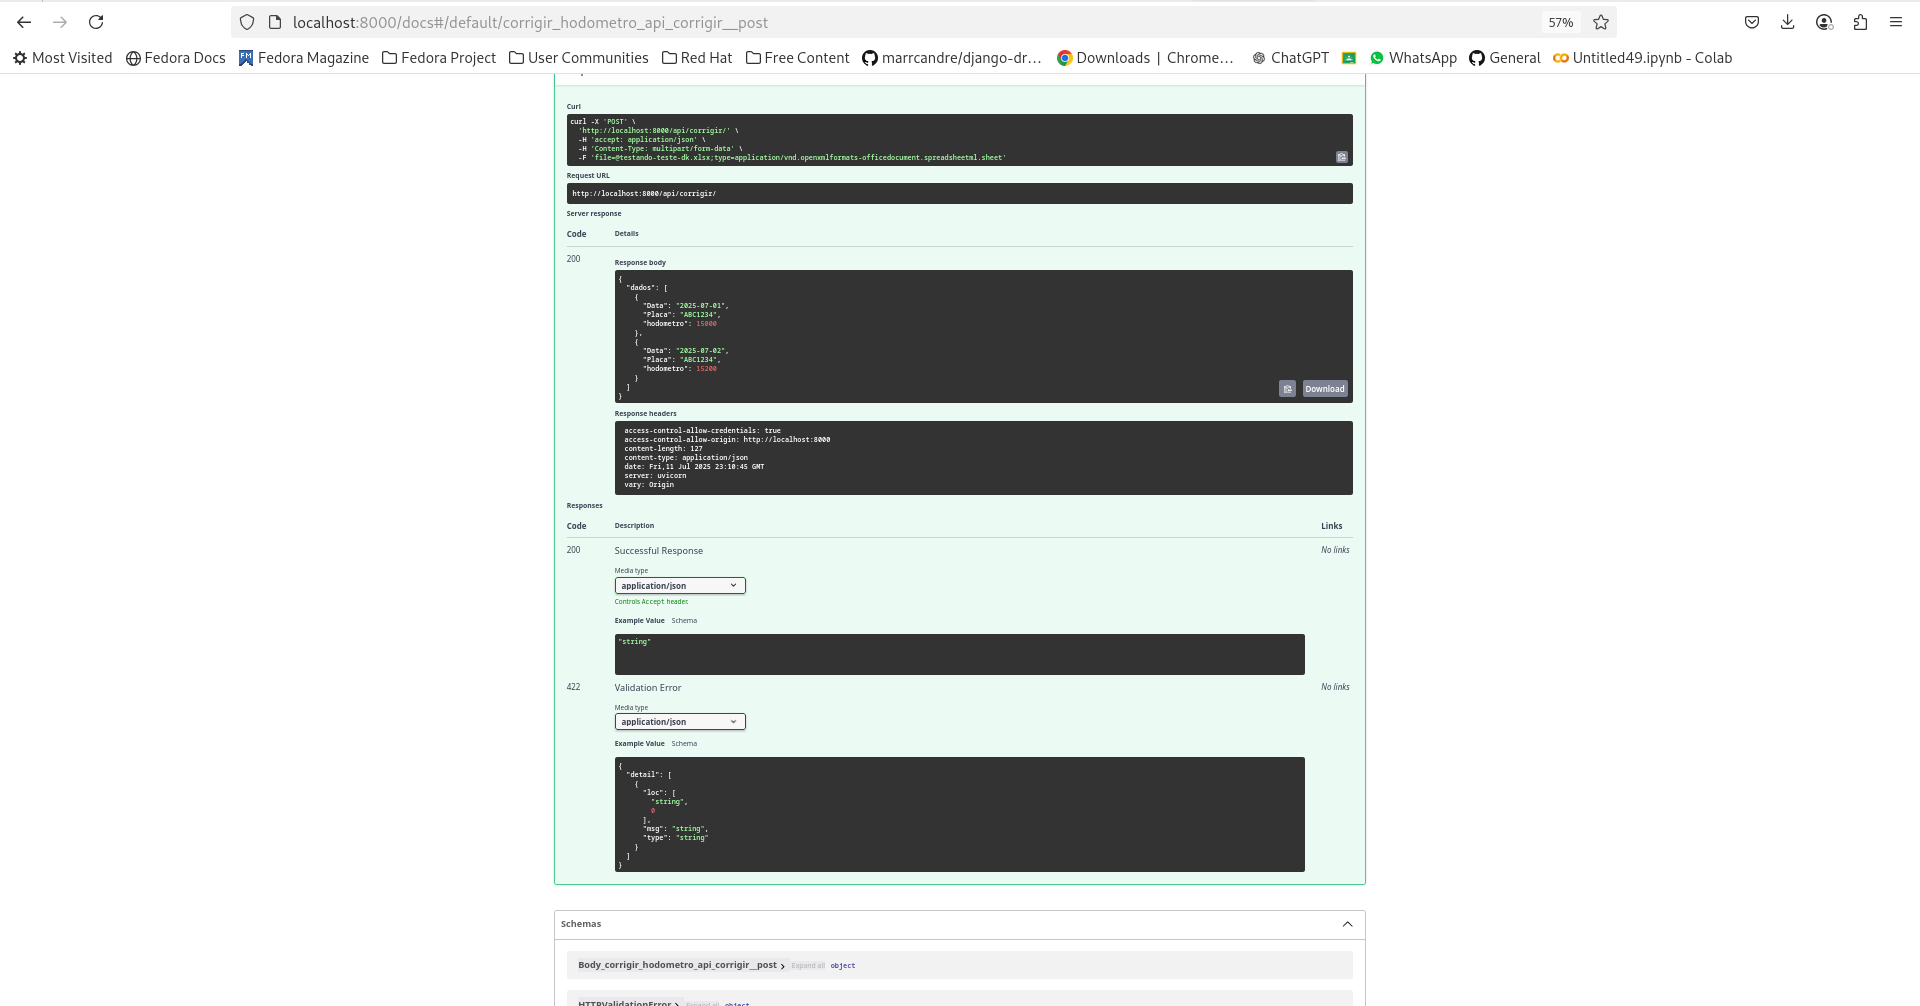 localhost:8000/docs#/default/corrigir_hodometro_api_corrigir__post
57%
Most Visited
Fedora Docs
Fedora Magazine
Fedora Project
User Communities
Red Hat
Free Content
marrcandre/django-dr…
Downloads | Chrome…
ChatGPT
WhatsApp
General
Untitled49.ipynb - Colab
Curl
curl -X 'POST' \
'http://localhost:8000/api/corrigir/' \
-H 'accept: application/json' \
-H 'Content-Type: multipart/form-data' \
-F 'file=@testando-teste-dk.xlsx;type=application/vnd.openxmlformats-officedocument.spreadsheetml.sheet'
Request URL
http://localhost:8000/api/corrigir/
Server response
Code Details
200
Response body
{
"dados": [
{
"Data": "2025-07-01",
"Placa": "ABC1234",
"hodometro": 15000
},
{
"Data": "2025-07-02",
"Placa": "ABC1234",
"hodometro": 15200
}
]
}
Download
Response headers
access-control-allow-credentials: true
access-control-allow-origin: http://localhost:8000
content-length: 127
content-type: application/json
date: Fri,11 Jul 2025 23:10:45 GMT
server: uvicorn
vary: Origin
Responses
Code Description Links
200 Successful Response No links
Media type
application/json
Controls Accept header.
Example Value Schema
"string"
422 Validation Error No links
Media type
application/json
Example Value Schema
{
"detail": [
{
"loc": [
"string",
0
],
"msg": "string",
"type": "string"
}
]
}
Schemas
Body_corrigir_hodometro_api_corrigir__post Expand all object
HTTPValidationError Expand all object